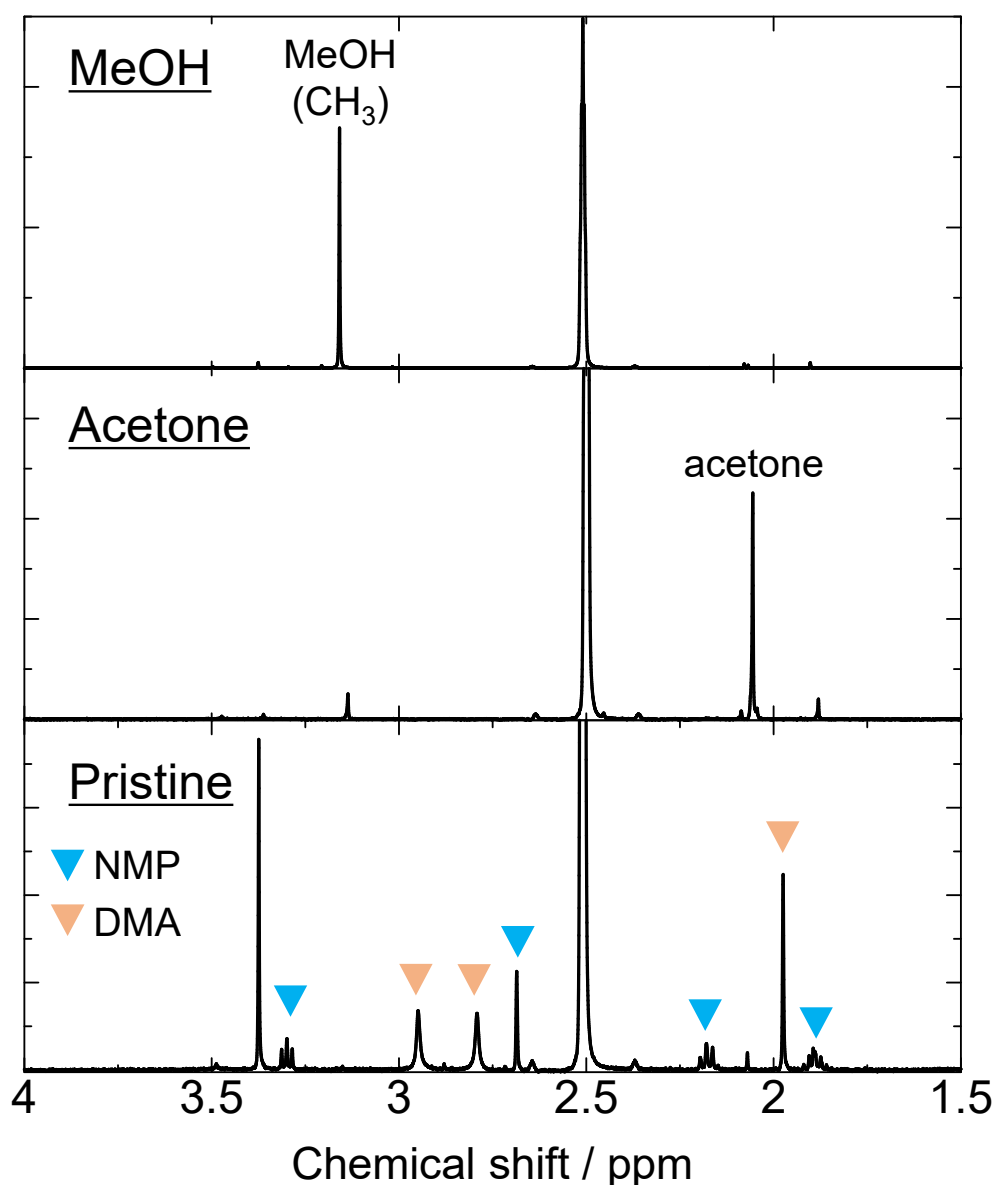 MeOH
MeOH
(CH₃)
Acetone
acetone
Pristine
NMP
DMA
4 3.5 3 2.5 2 1.5
Chemical shift / ppm